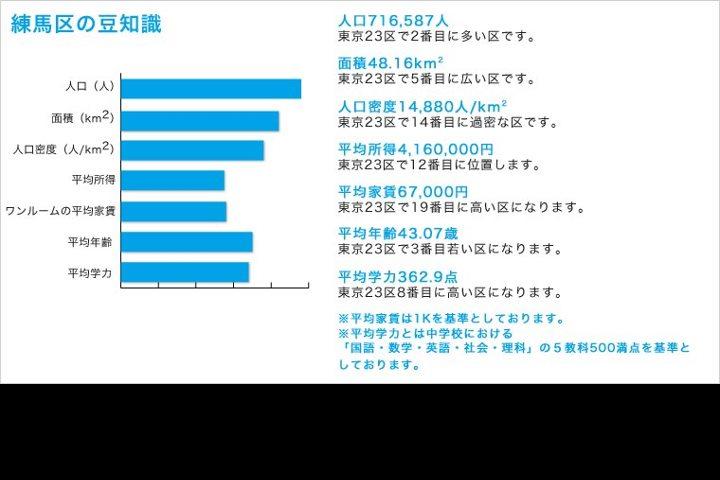 練馬区の豆知識
人口（人）
面積（km²）
人口密度（人/km²）
平均所得
ワンルームの平均家賃
平均年齢
平均学力
人口716,587人
東京23区で2番目に多い区です。
面積48.16km²
東京23区で5番目に広い区です。
人口密度14,880人/km²
東京23区で14番目に過密な区です。
平均所得4,160,000円
東京23区で12番目に位置します。
平均家賃67,000円
東京23区で19番目に高い区になります。
平均年齢43.07歳
東京23区で3番目若い区になります。
平均学力362.9点
東京23区8番目に高い区になります。
※平均家賃は1Kを基準としております。
※平均学力とは中学校における
「国語・数学・英語・社会・理科」の５教科500満点を基準と
しております。